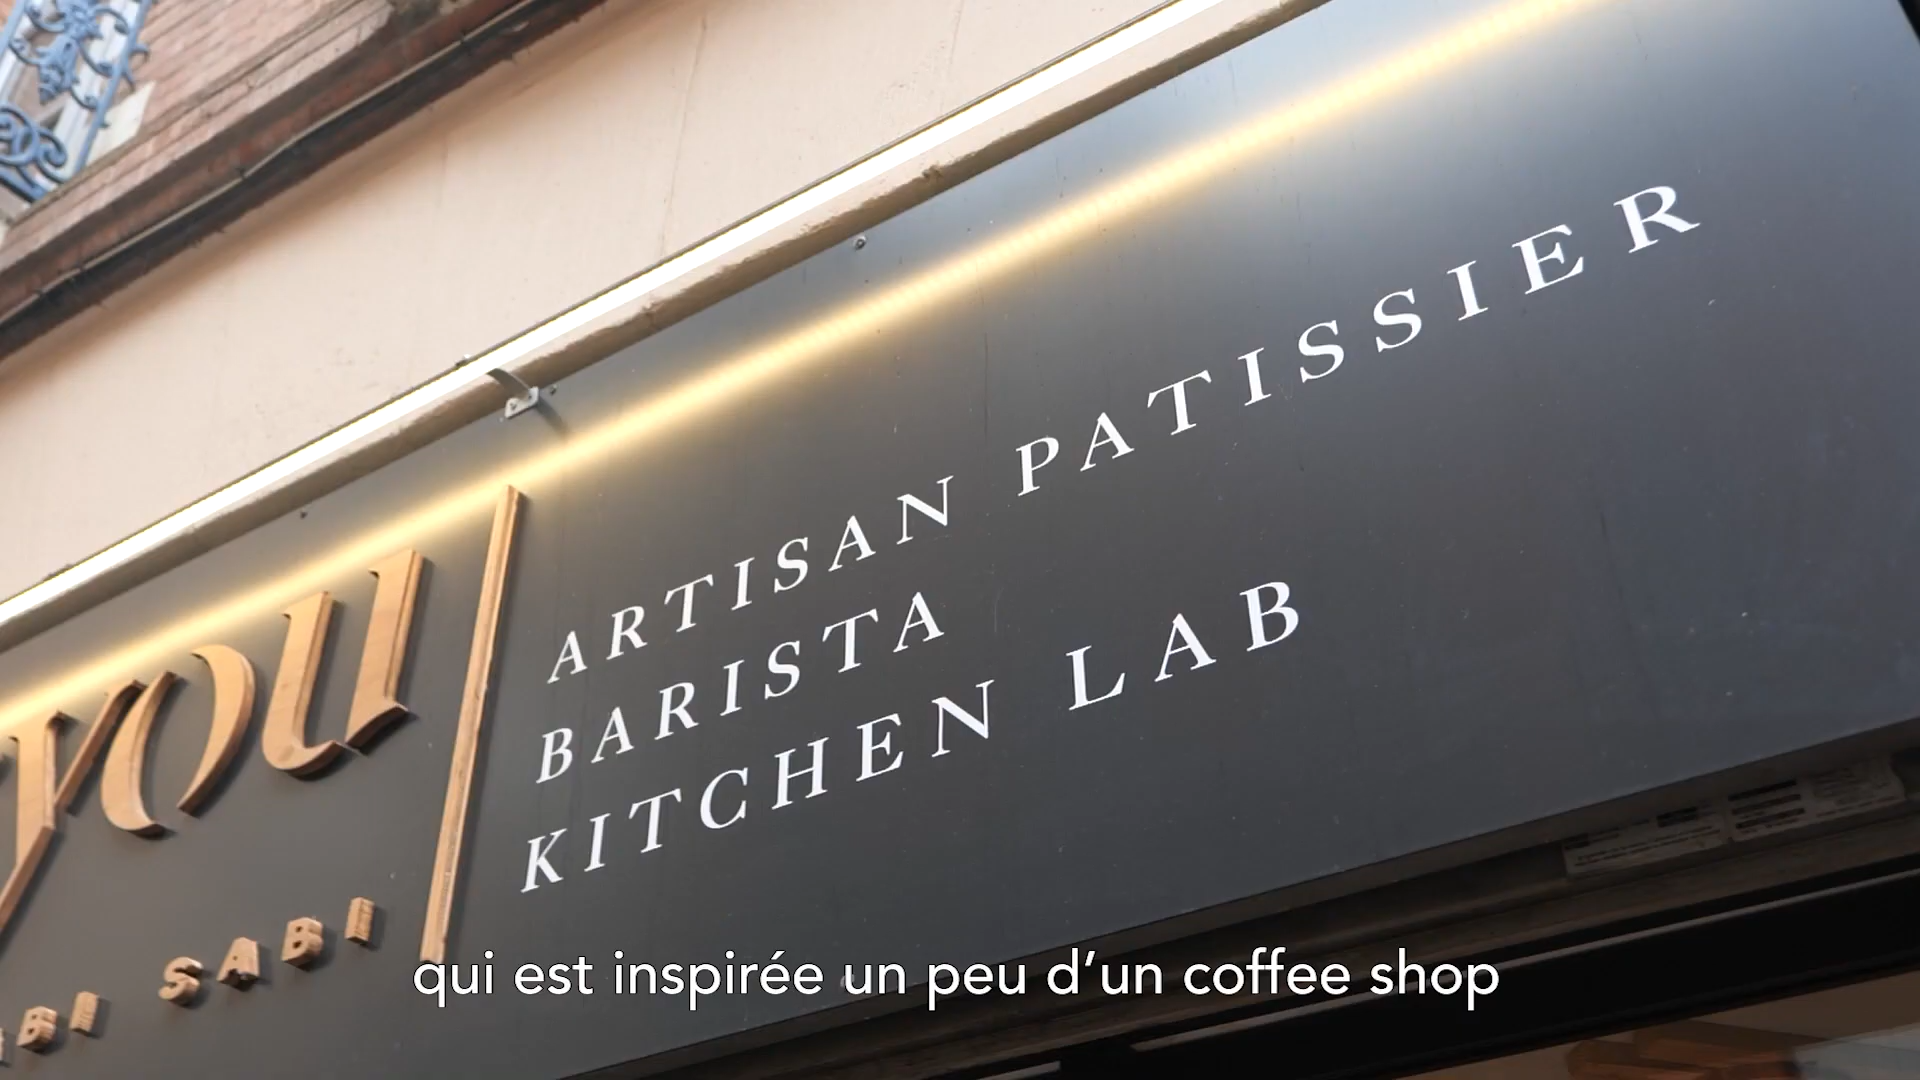 you
SABI
ARTISAN PATISSIER
BARISTA
KITCHEN LAB
qui est inspirée un peu d’un coffee shop